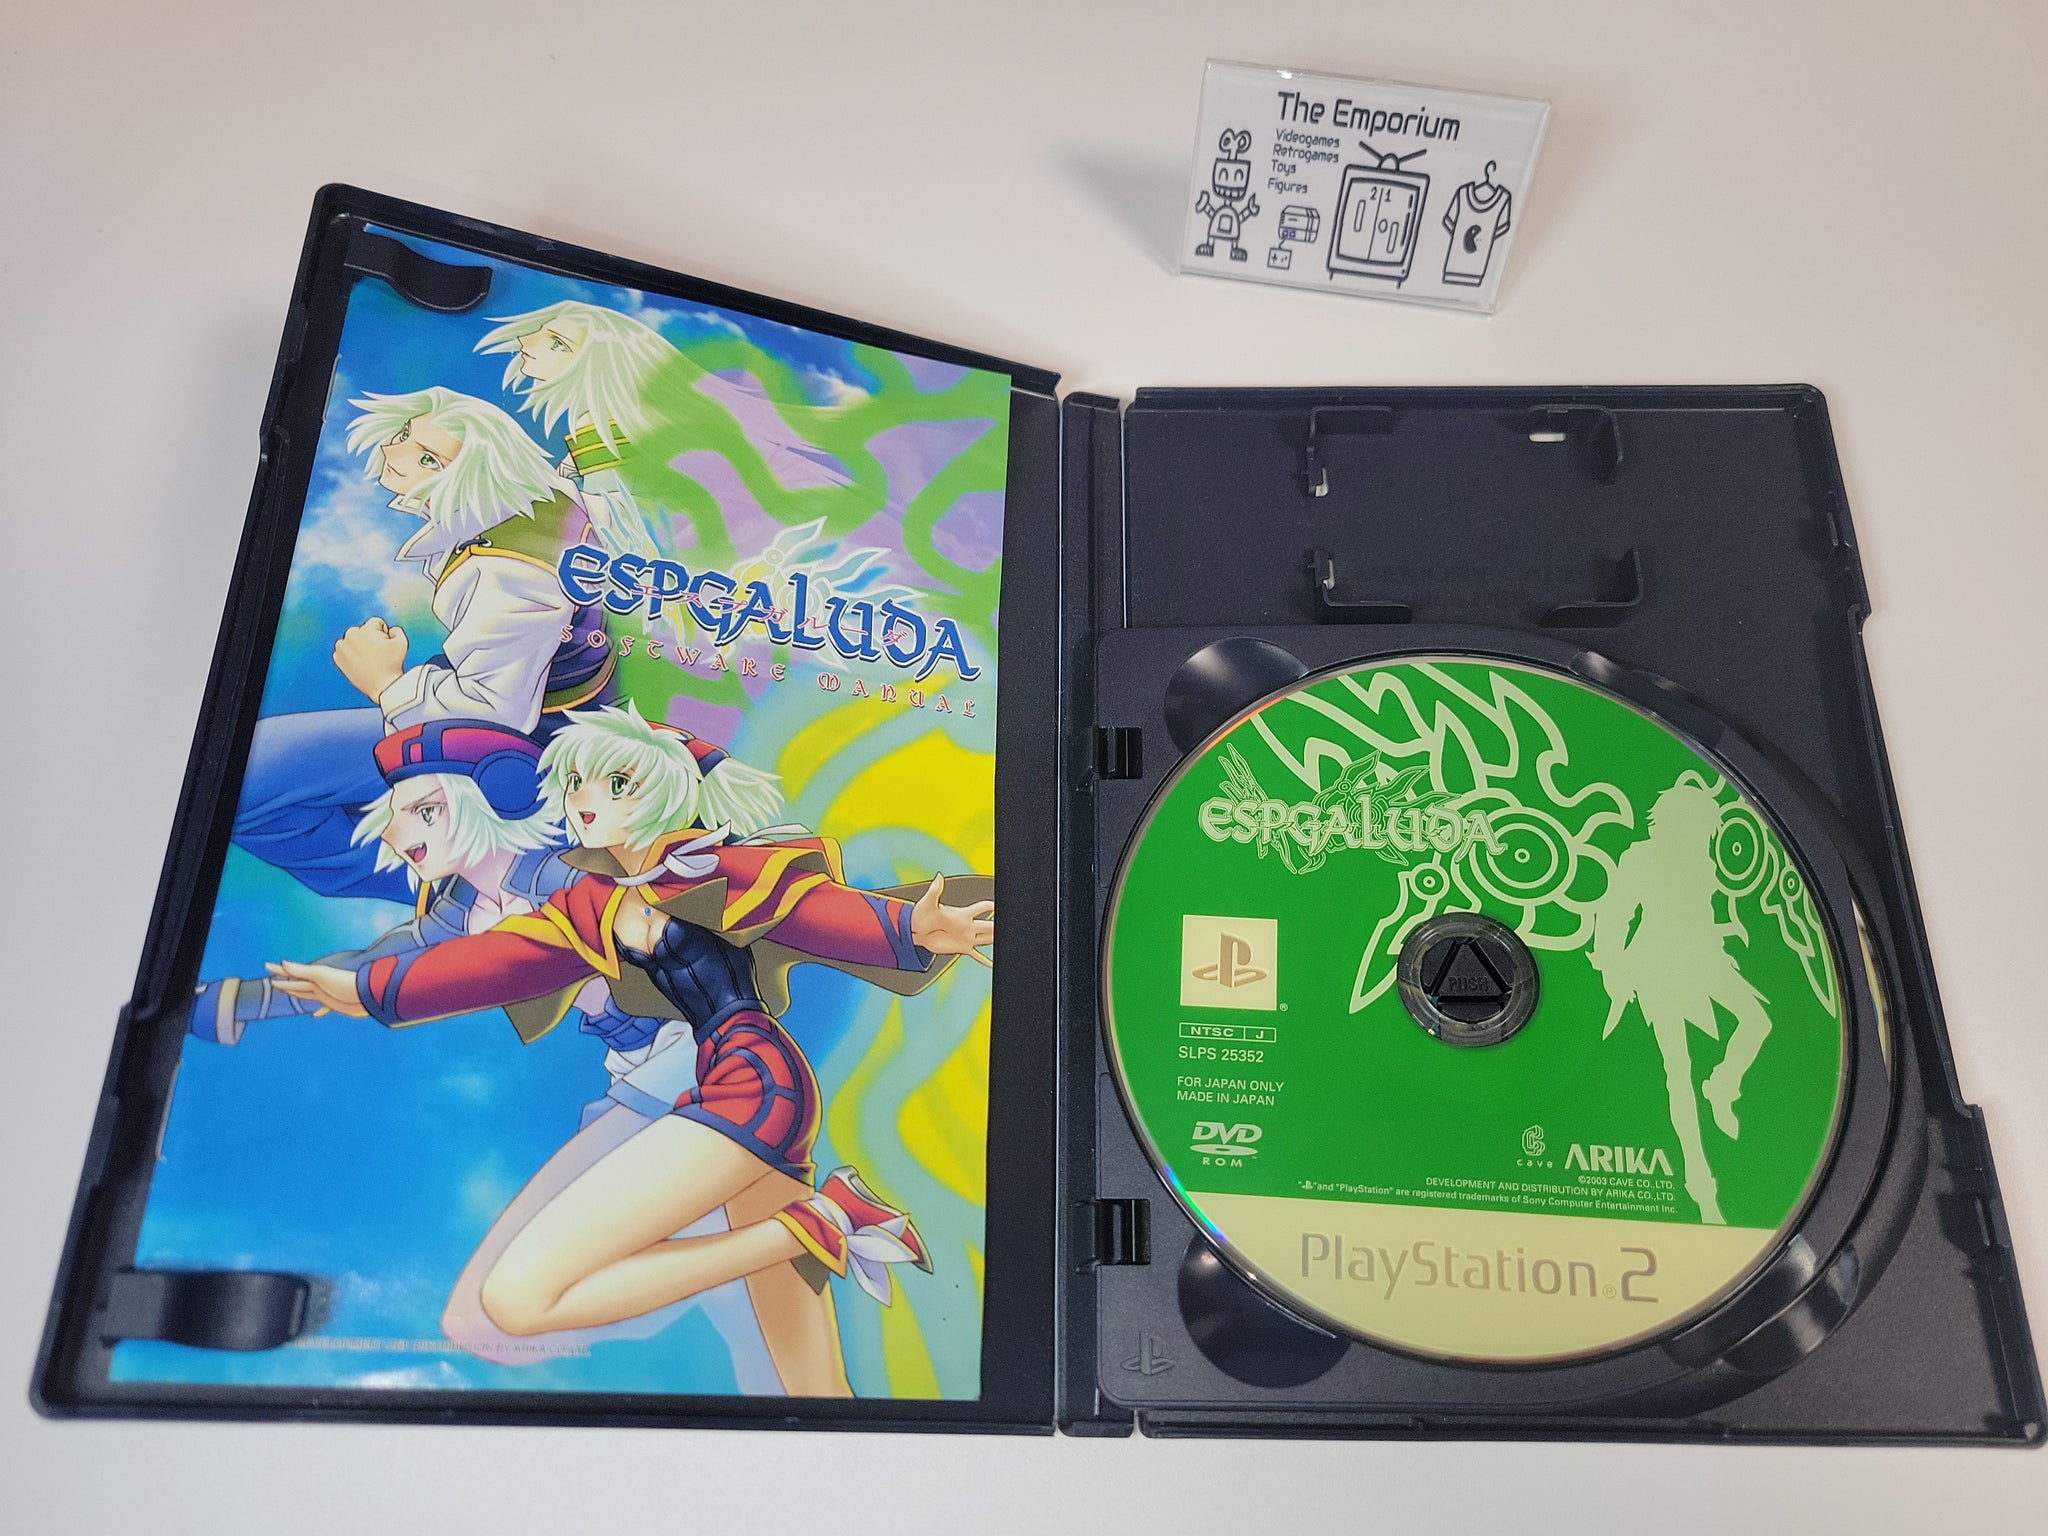 The Emporium
Videogames
Retrogames
Toys
Figures
2 1
ESPGALUDA
エスプガルーダ
SOFTWARE MANUAL
DEVELOPMENT AND DISTRIBUTION BY ARIKA CO.,LTD.
ESPGALUDA
®
NTSC J
SLPS 25352
FOR JAPAN ONLY
MADE IN JAPAN
DVD
ROM
PUSH
cave ARIKA
©2003 CAVE CO.,LTD.
DEVELOPMENT AND DISTRIBUTION BY ARIKA CO.,LTD.
" " and "PlayStation" are registered trademarks of Sony Computer Entertainment Inc.
PlayStation®2